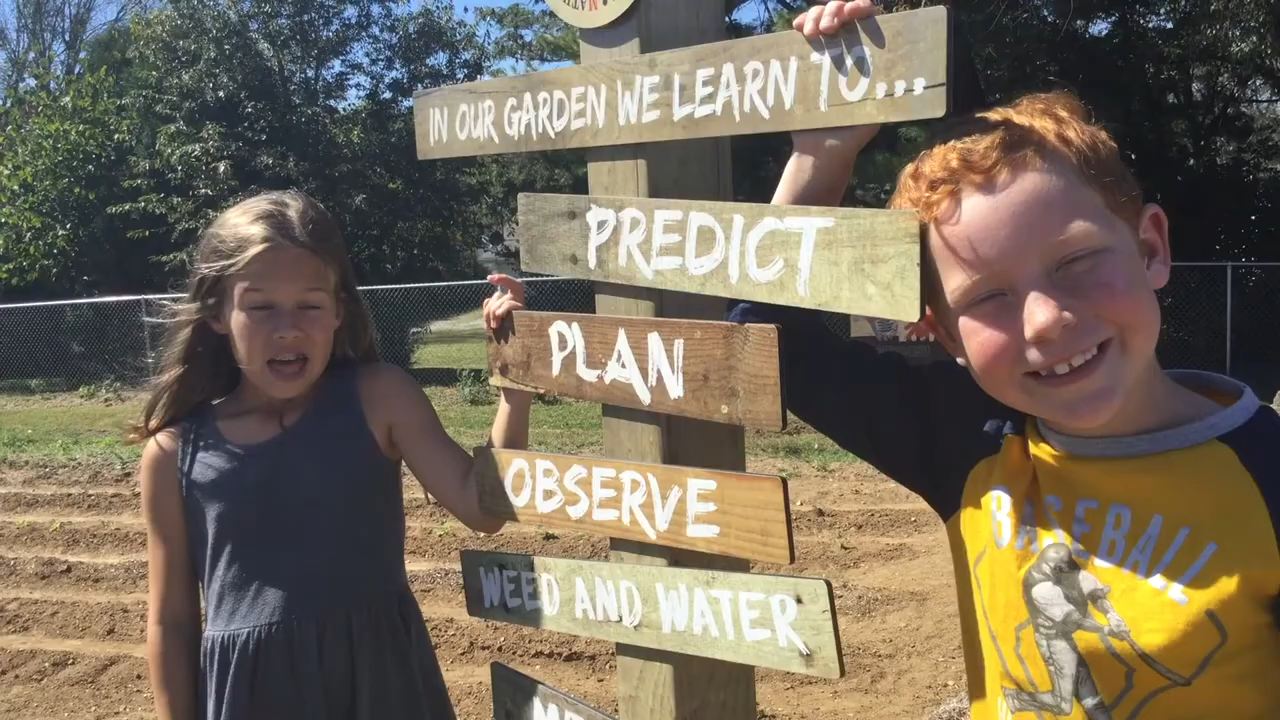 IN OUR GARDEN WE LEARN TO...
PREDICT
PLAN
OBSERVE
WEED AND WATER
BASEBALL